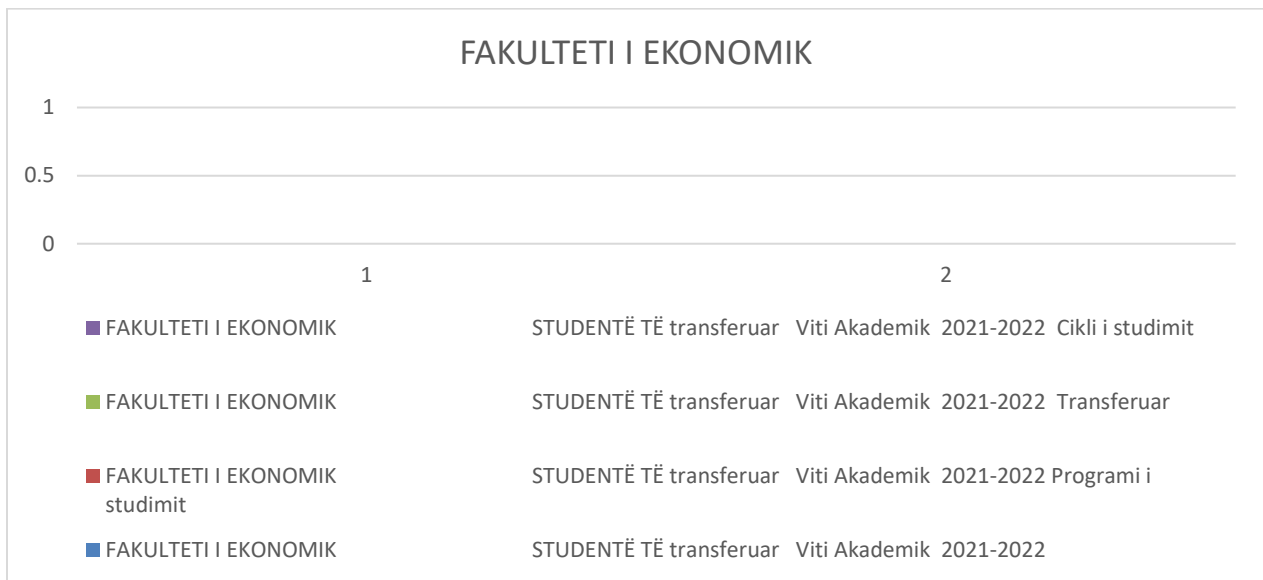 FAKULTETI I EKONOMIK
1
0.5
0
1 2
FAKULTETI I EKONOMIK STUDENTË TË transferuar Viti Akademik 2021-2022 Cikli i studimit
FAKULTETI I EKONOMIK STUDENTË TË transferuar Viti Akademik 2021-2022 Transferuar
FAKULTETI I EKONOMIK STUDENTË TË transferuar Viti Akademik 2021-2022 Programi i
studimit
FAKULTETI I EKONOMIK STUDENTË TË transferuar Viti Akademik 2021-2022